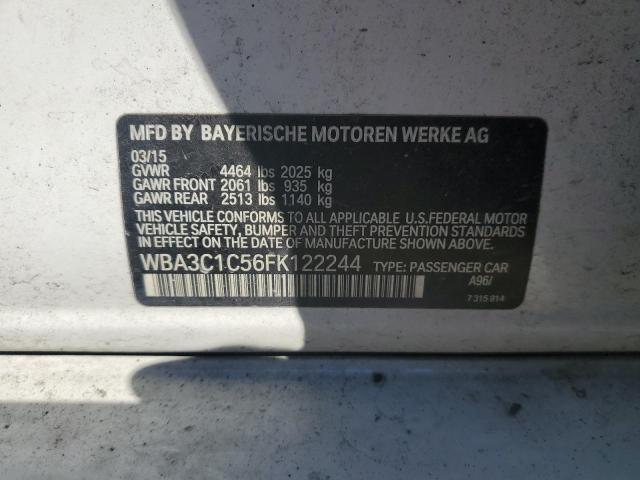 MFD BY BAYERISCHE MOTOREN WERKE AG
03/15
GVWR 4464 lbs 2025 kg
GAWR FRONT 2061 lbs 935 kg
GAWR REAR 2513 lbs 1140 kg
THIS VEHICLE CONFORMS TO ALL APPLICABLE U.S. FEDERAL MOTOR
VEHICLE SAFETY, BUMPER AND THEFT PREVENTION STANDARDS
IN EFFECT ON THE DATE OF MANUFACTURE SHOWN ABOVE.
WBA3C1C56FK122244 TYPE: PASSENGER CAR
A96/
7 315 914